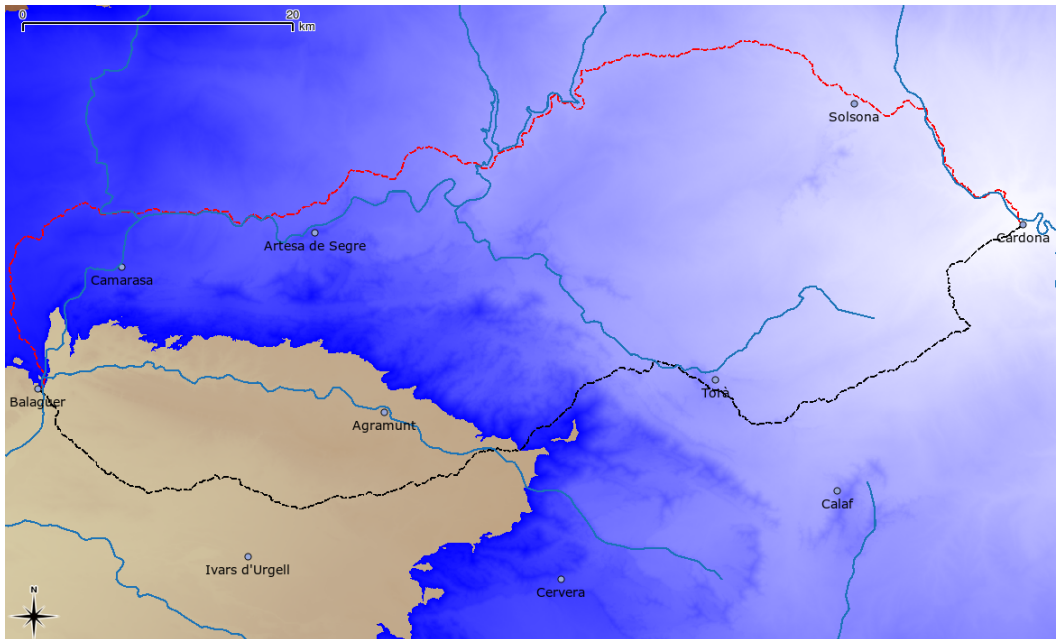 0 20
km
Solsona
Cardona
Artesa de Segre
Camarasa
Torà
Balaguer
Agramunt
Calaf
Ivars d'Urgell
Cervera
N